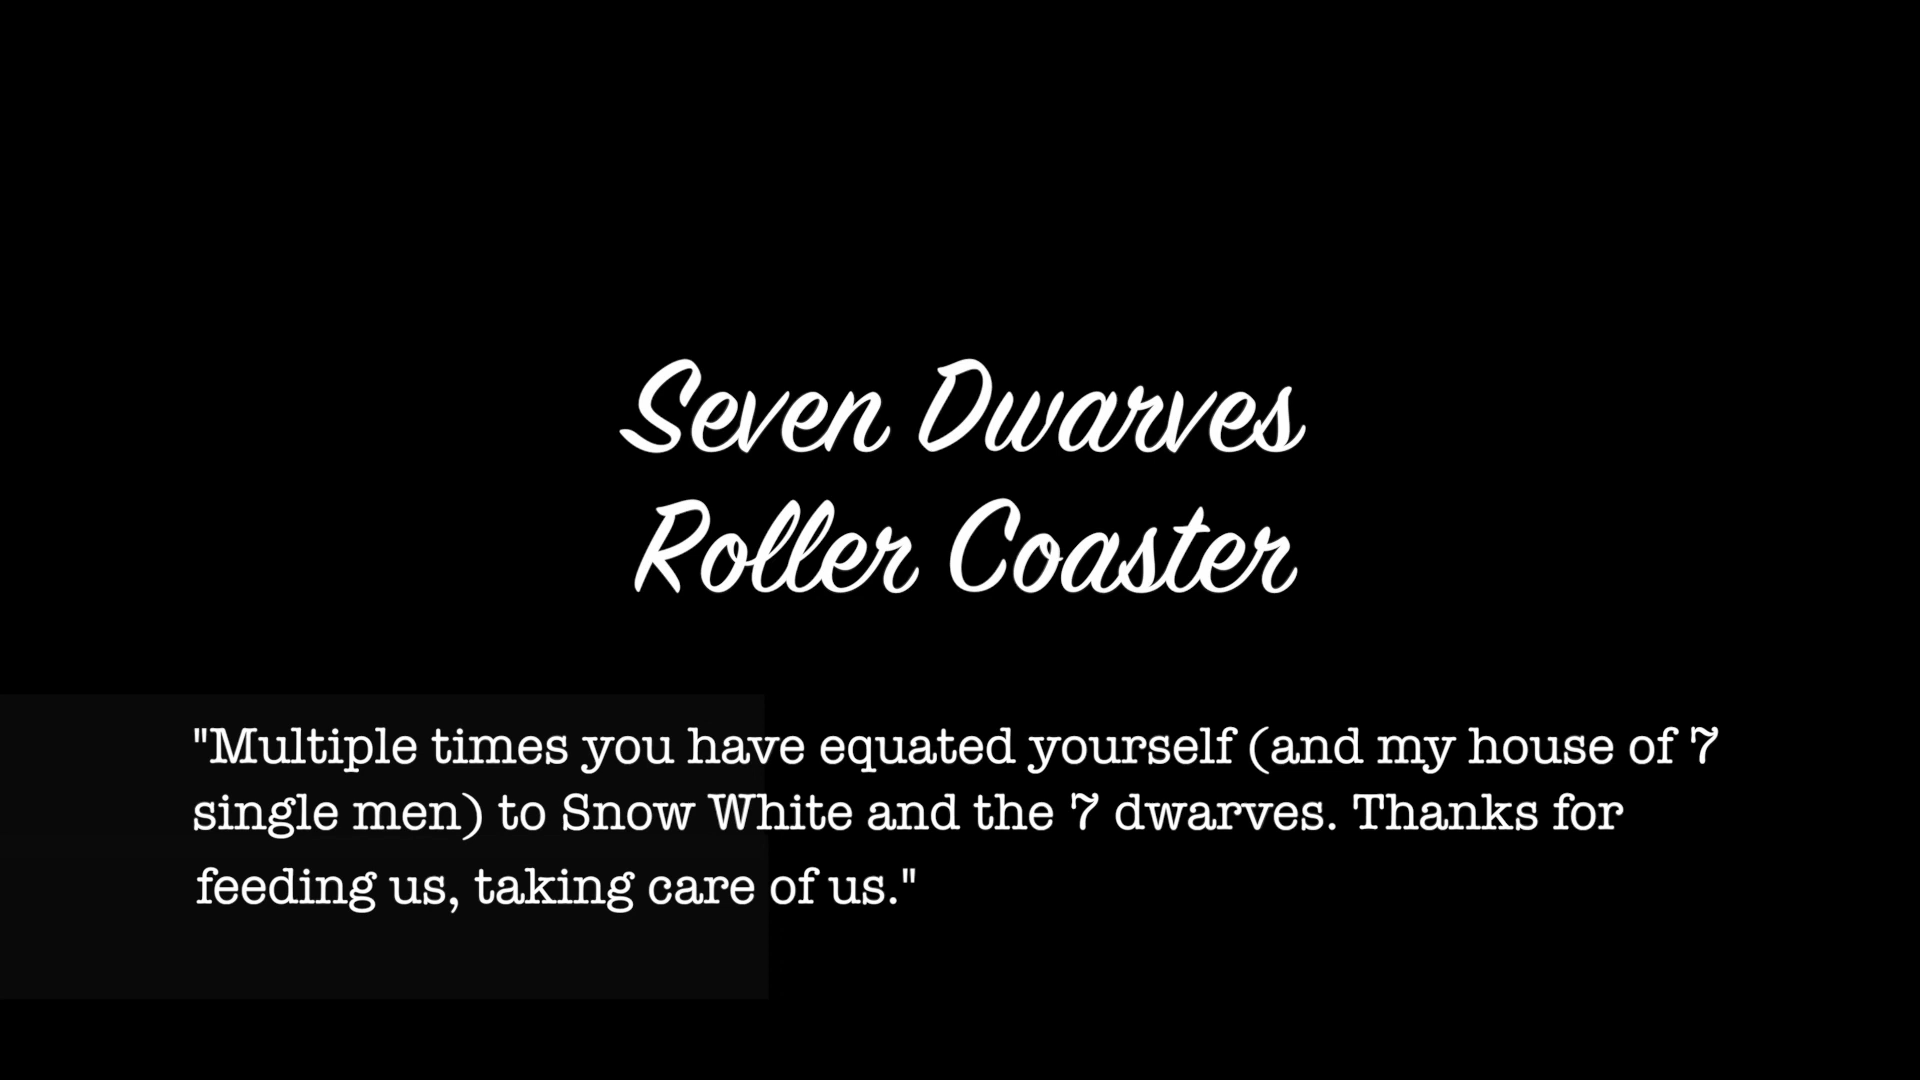 Seven Dwarves
Roller Coaster
"Multiple times you have equated yourself (and my house of 7
single men) to Snow White and the 7 dwarves. Thanks for
feeding us, taking care of us."